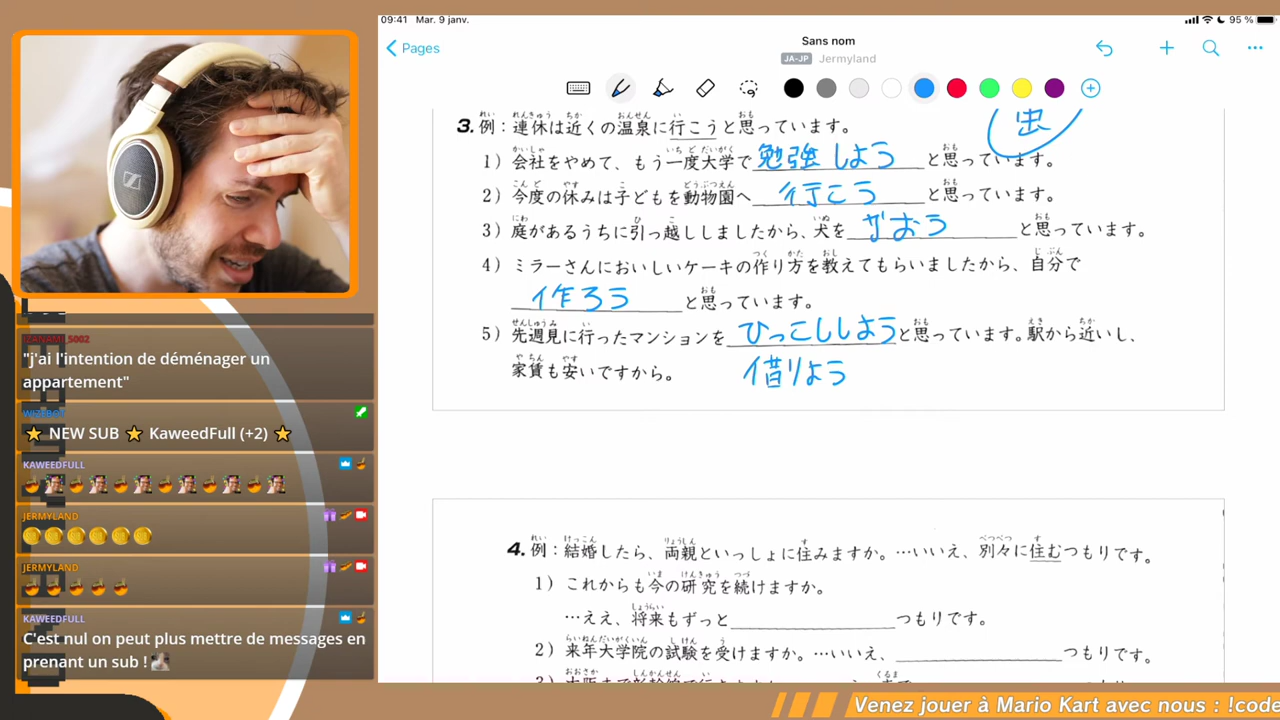 09:41 Mar. 9 janv.
95 %
Pages
Sans nom
JA-JP Jermyland
3. 例：連休は近くの温泉に行こうと思っています。
1）会社をやめて、もう一度大学で勉強しようと思っています。
2）今度の休みは子どもを動物園へ行こうと思っています。
3）庭があるうちに引っ越ししましたから、犬をがおうと思っています。
4）ミラーさんにおいしいケーキの作り方を教えてもらいましたから、自分で
作ろうと思っています。
5）先週見に行ったマンションをひっこししようと思っています。駅から近いし、
家賃も安いですから。
借りよう
4. 例：結婚したら、両親といっしょに住みますか。…いいえ、別々に住むつもりです。
1）これからも今の研究を続けますか。
…ええ、将来もずっと つもりです。
2）来年大学院の試験を受けますか。…いいえ、 つもりです。
"j'ai l'intention de déménager un
appartement"
WIZEBOT
NEW SUB KaweedFull (+2)
KAWEEDFULL
JERMYLAND
JERMYLAND
KAWEEDFULL
C'est nul on peut plus mettre de messages en
prenant un sub !
Venez jouer à Mario Kart avec nous : !code